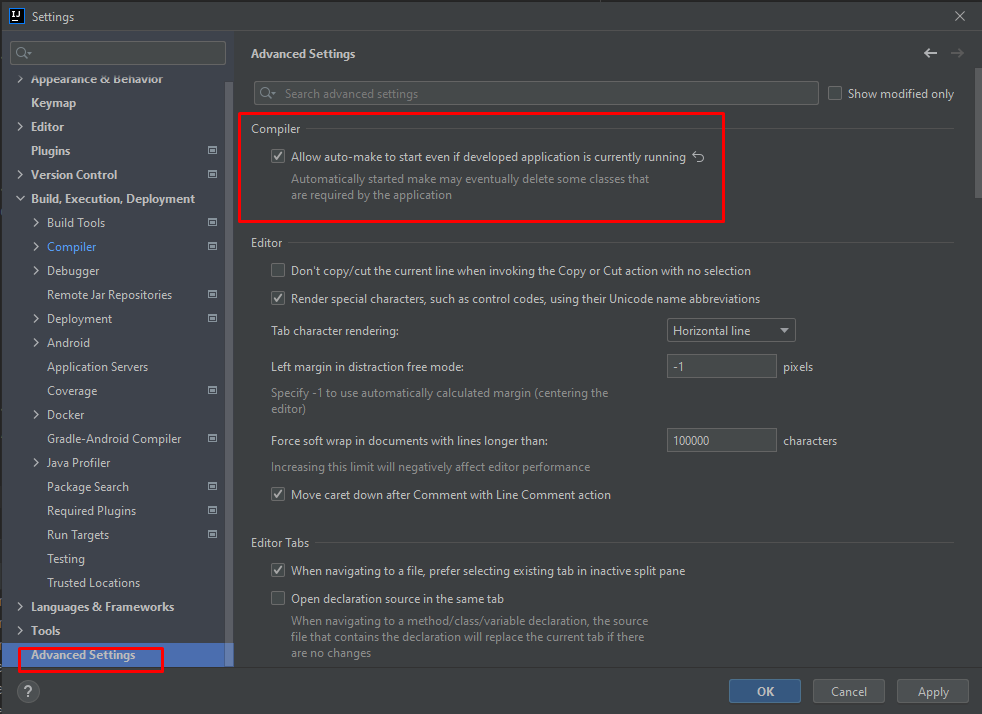 Settings
Appearance & Behavior
Keymap
Editor
Plugins
Version Control
Build, Execution, Deployment
Build Tools
Compiler
Debugger
Remote Jar Repositories
Deployment
Android
Application Servers
Coverage
Docker
Gradle-Android Compiler
Java Profiler
Package Search
Required Plugins
Run Targets
Testing
Trusted Locations
Languages & Frameworks
Tools
Advanced Settings
?
Advanced Settings
Search advanced settings
Show modified only
Compiler
Allow auto-make to start even if developed application is currently running
Automatically started make may eventually delete some classes that
are required by the application
Editor
Don't copy/cut the current line when invoking the Copy or Cut action with no selection
Render special characters, such as control codes, using their Unicode name abbreviations
Tab character rendering: Horizontal line
Left margin in distraction free mode: -1 pixels
Specify -1 to use automatically calculated margin (centering the
editor)
Force soft wrap in documents with lines longer than: 100000 characters
Increasing this limit will negatively affect editor performance
Move caret down after Comment with Line Comment action
Editor Tabs
When navigating to a file, prefer selecting existing tab in inactive split pane
Open declaration source in the same tab
When navigating to a method/class/variable declaration, the source
file that contains the declaration will replace the current tab if there
are no changes
OK Cancel Apply